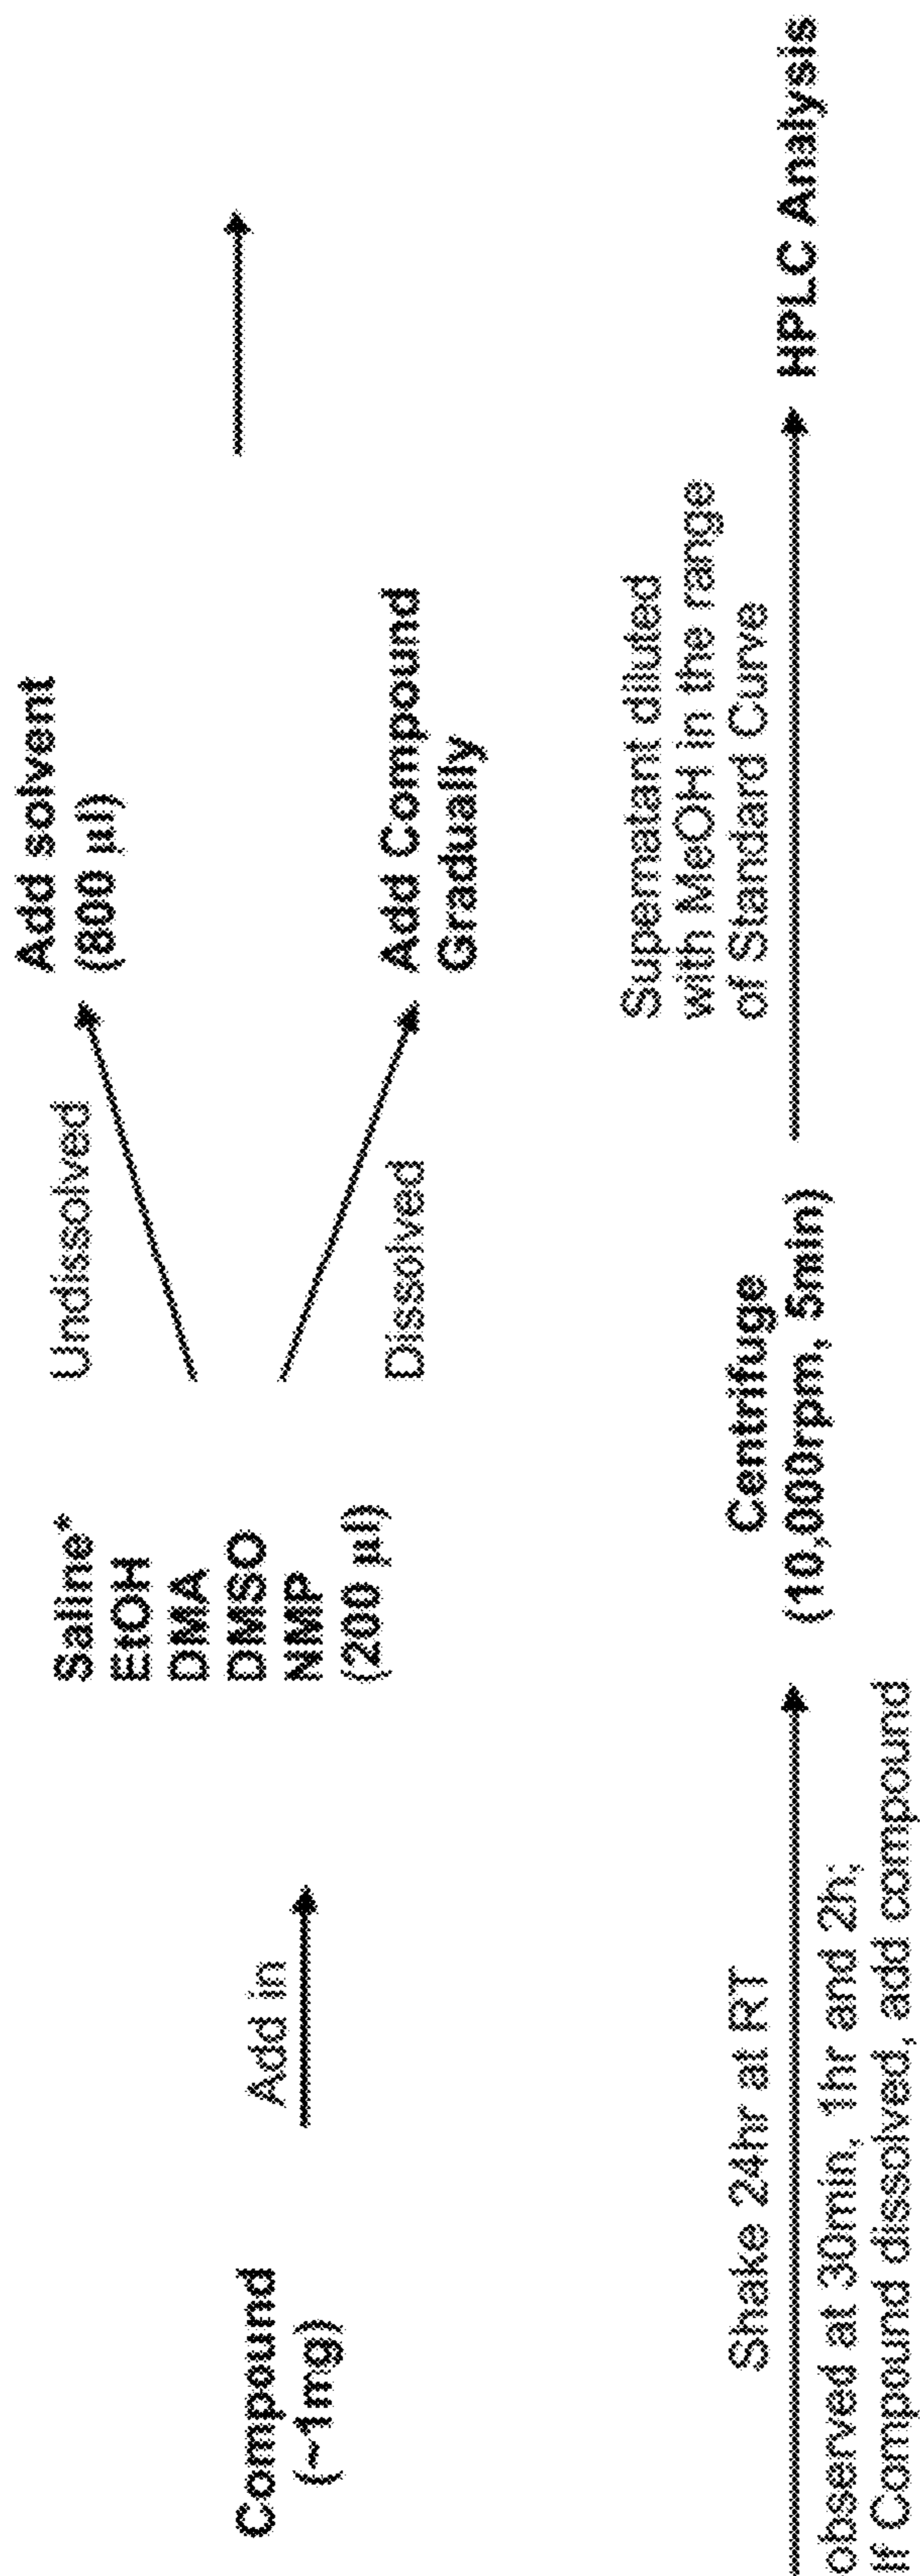 Compound
(~1mg)
Add in
Saline*
EtOH
DMA
DMSO
NMP
(200 µl)
Undissolved
Dissolved
Add solvent
(800 µl)
Add Compound
Gradually
Shake 24hr at RT
observed at 30min, 1hr and 2h;
If Compound dissolved, add compound
Centrifuge
(10,000rpm, 5min)
Supernatant diluted
with MeOH in the range
of Standard Curve
HPLC Analysis